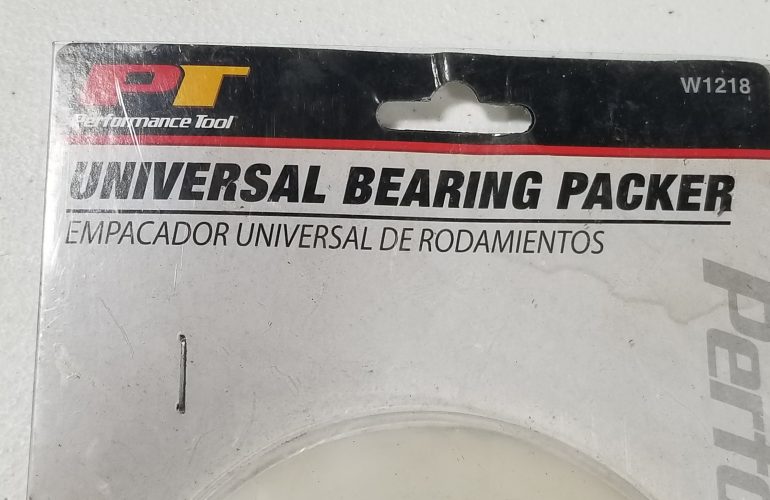 PT
Performance Tool
W1218
UNIVERSAL BEARING PACKER
EMPACADOR UNIVERSAL DE RODAMIENTOS